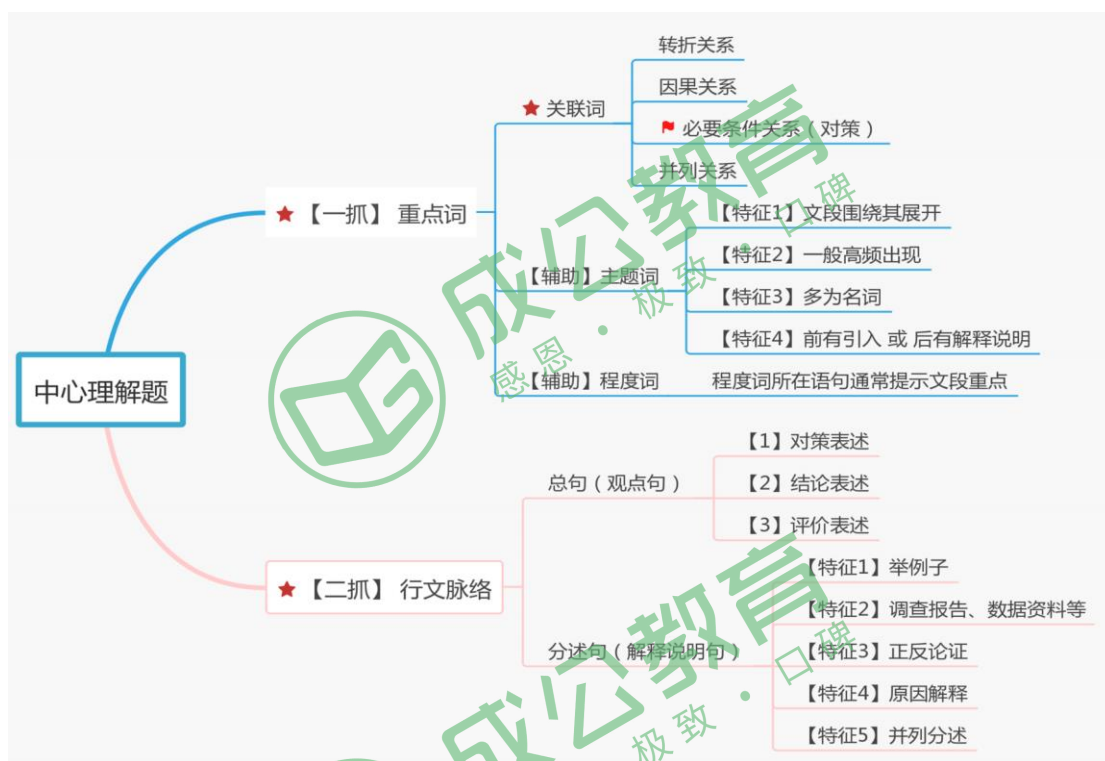 中心理解题
【一抓】 重点词
关联词
转折关系
因果关系
必要条件关系（对策）
并列关系
【辅助】主题词
【特征1】文段围绕其展开
【特征2】一般高频出现
【特征3】多为名词
【特征4】前有引入 或 后有解释说明
【辅助】程度词
程度词所在语句通常提示文段重点
【二抓】 行文脉络
总句（观点句）
【1】对策表述
【2】结论表述
【3】评价表述
分述句（解释说明句）
【特征1】举例子
【特征2】调查报告、数据资料等
【特征3】正反论证
【特征4】原因解释
【特征5】并列分述
成公教育
感恩·极致·口碑
成公教育
极致·口碑